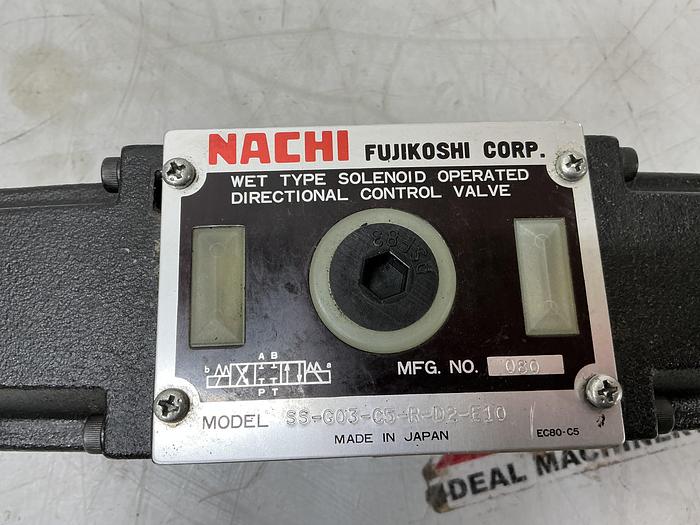 NACHI FUJIKOSHI CORP.
WET TYPE SOLENOID OPERATED
DIRECTIONAL CONTROL VALVE
A B
b a
P T
MFG. NO. 080
MODEL SS-G03-C5-R-D2-E10
MADE IN JAPAN EC80-C5
IDEAL MACHINER